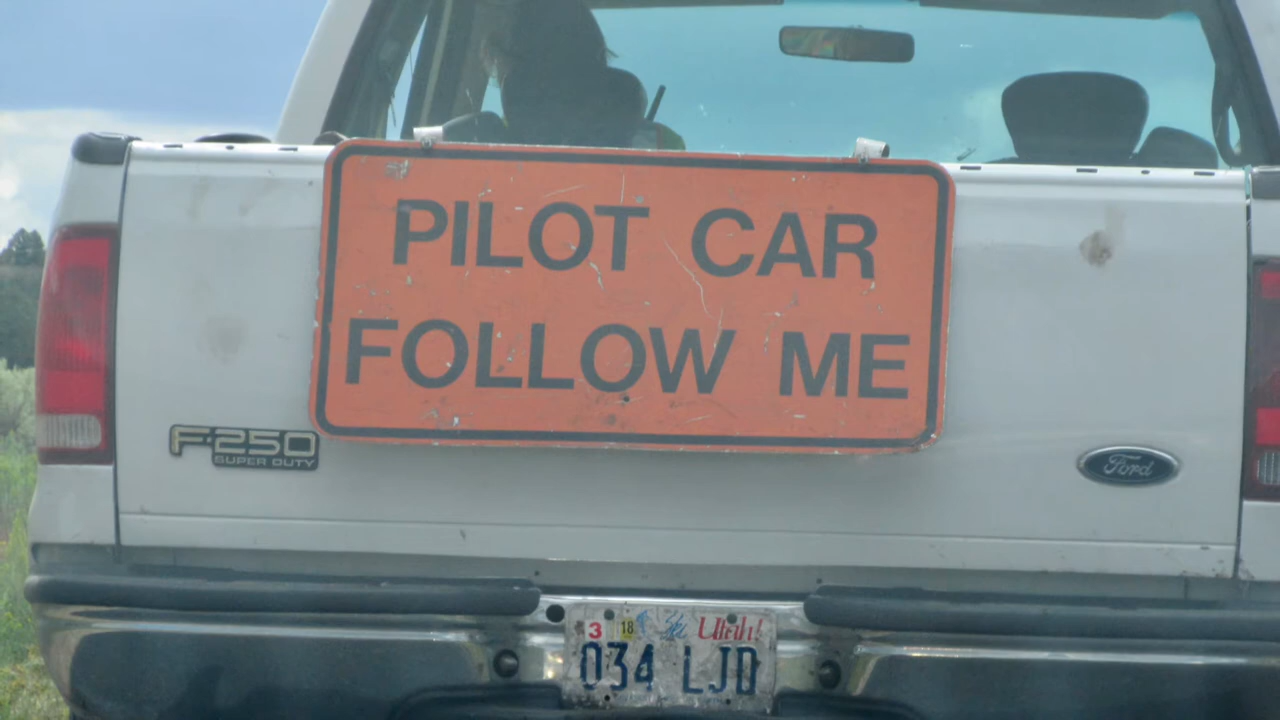 PILOT CAR
FOLLOW ME
F-250
SUPER DUTY
Ford
3 18 Utah!
034 LJD